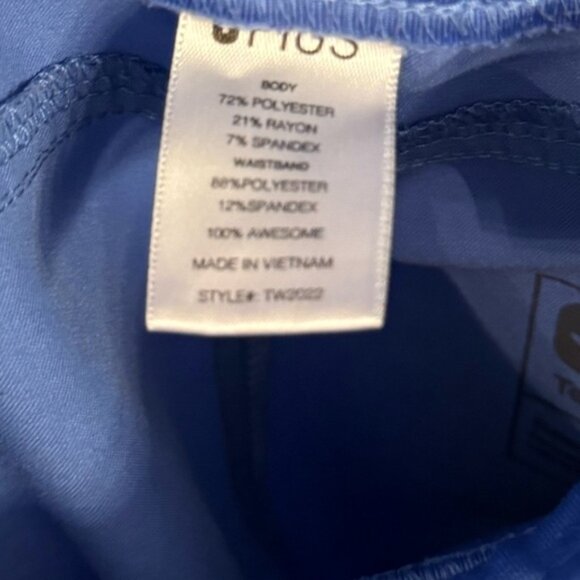 FIGS
BODY
72% POLYESTER
21% RAYON
7% SPANDEX
WAISTBAND
88%POLYESTER
12%SPANDEX
100% AWESOME
MADE IN VIETNAM
STYLE#: TW2022